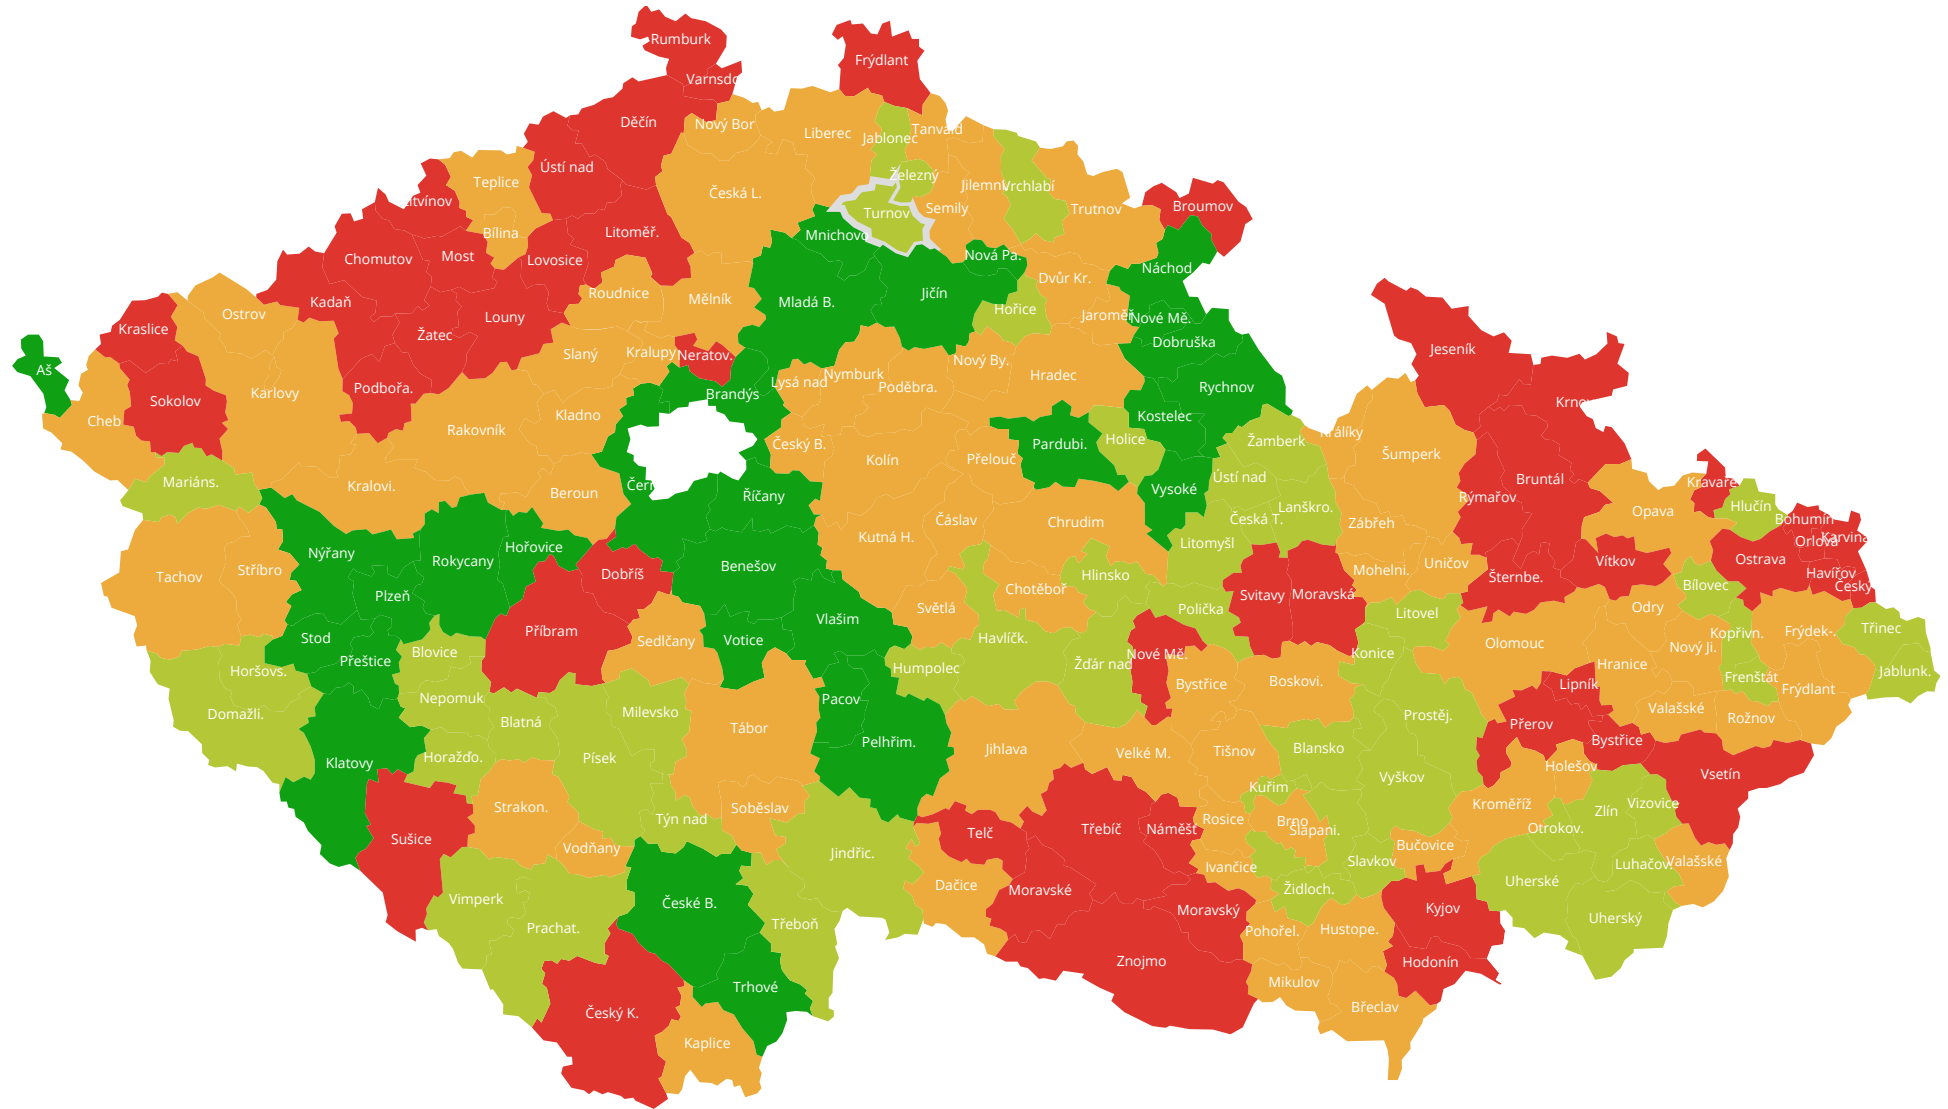 Rumburk
Frýdlant
Varnsdo
Děčín
Nový Bor
Liberec
Tanvald
Jablonec
Ústí nad
Železný
Teplice
Jilemni
Vrchlabí
Česká L.
Litvínov
Semily
Turnov
Trutnov
Broumov
Bílina
Litoměř.
Mnichovo
Most
Chomutov
Lovosice
Nová Pa.
Náchod
Dvůr Kr.
Roudnice
Jičín
Mělník
Mladá B.
Kadaň
Hořice
Ostrov
Louny
Jaroměř
Nové Mě.
Kraslice
Žatec
Dobruška
Jeseník
Slaný
Kralupy
Neratov.
Nový By.
Aš
Nymburk
Hradec
Lysá nad
Poděbra.
Rychnov
Podbořa.
Karlovy
Brandýs
Sokolov
Krnov
Kladno
Kostelec
Cheb
Rakovník
Králíky
Holice
Žamberk
Český B.
Pardubi.
Šumperk
Kolín
Přelouč
Ústí nad
Bruntál
Mariáns.
Kralovi.
Černo
Vysoké
Kravaře
Beroun
Říčany
Rýmařov
Lanškro.
Hlučín
Opava
Česká T.
Čáslav
Chrudim
Zábřeh
Bohumín
Kutná H.
Karviná
Orlová
Litomyšl
Hořovice
Nýřany
Rokycany
Ostrava
Vítkov
Uničov
Benešov
Stříbro
Mohelni.
Dobříš
Hlinsko
Havířov
Tachov
Šternbe.
Bílovec
Český
Chotěboř
Moravská
Svitavy
Plzeň
Světlá
Odry
Polička
Litovel
Vlašim
Třinec
Příbram
Kopřivn.
Frýdek-.
Stod
Havlíčk.
Votice
Sedlčany
Olomouc
Nový Ji.
Blovice
Konice
Nové Mě.
Přeštice
Žďár nad
Hranice
Humpolec
Horšovs.
Jablunk.
Frenštát
Boskovi.
Bystřice
Lipník
Frýdlant
Nepomuk
Pacov
Valašské
Milevsko
Domažli.
Prostěj.
Rožnov
Blatná
Přerov
Tábor
Bystřice
Pelhřim.
Blansko
Jihlava
Tišnov
Velké M.
Horažďo.
Písek
Klatovy
Holešov
Vsetín
Vyškov
Kuřim
Vizovice
Kroměříž
Strakon.
Soběslav
Zlín
Týn nad
Rosice
Brno
Otrokov.
Třebíč
Náměšť
Šlapani.
Telč
Sušice
Bučovice
Vodňany
Jindřic.
Slavkov
Valašské
Luhačov.
Ivančice
Uherské
Dačice
Moravské
Židloch.
Vimperk
České B.
Kyjov
Moravský
Uherský
Třeboň
Prachat.
Hustope.
Pohořel.
Znojmo
Hodonín
Mikulov
Trhové
Břeclav
Český K.
Kaplice